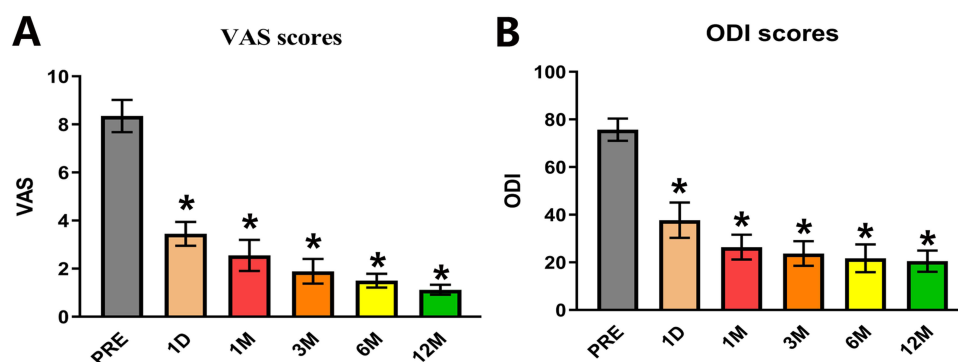 A
VAS scores
VAS
10
8
6
4
2
0
*
*
*
*
*
PRE
1D
1M
3M
6M
12M
B
ODI scores
ODI
100
80
60
40
20
0
*
*
*
*
*
PRE
1D
1M
3M
6M
12M